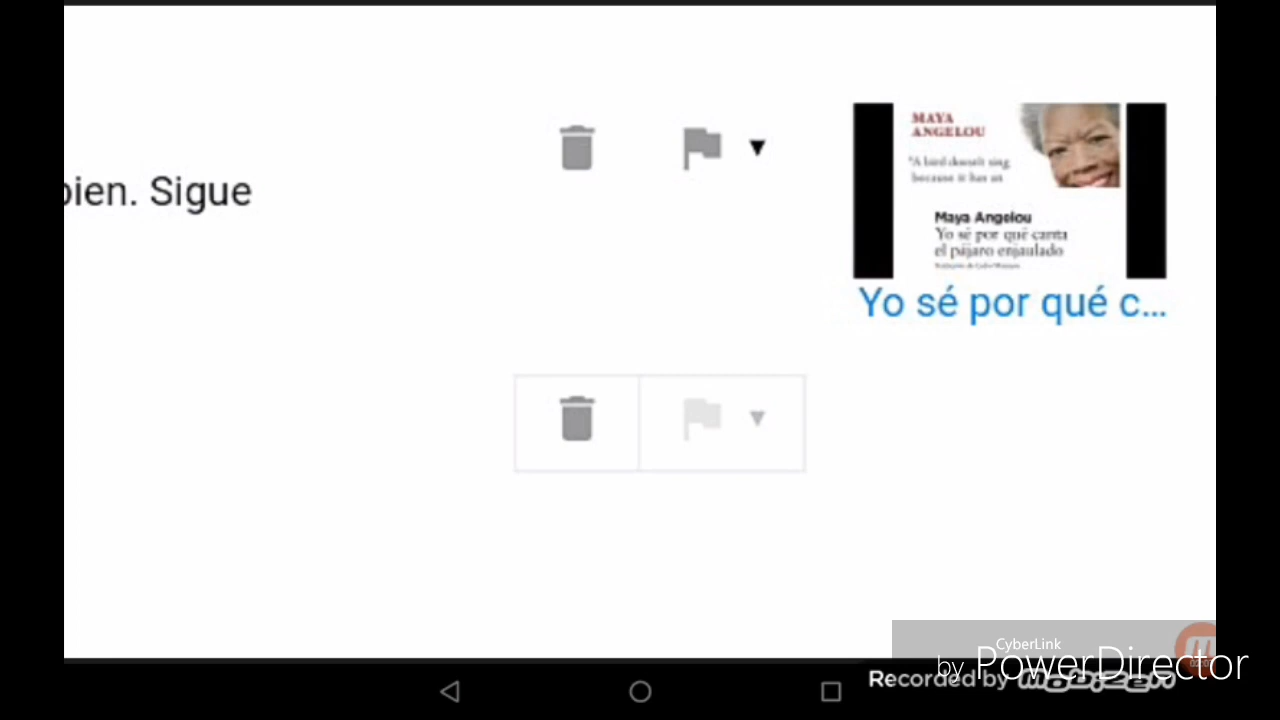 bien. Sigue
MAYA
ANGELOU
"A bird doesn't sing
because it has an
Maya Angelou
Yo sé por qué canta
el pájaro enjaulado
Yo sé por qué c...
CyberLink
by PowerDirector
Recorded by
MOBIZEN